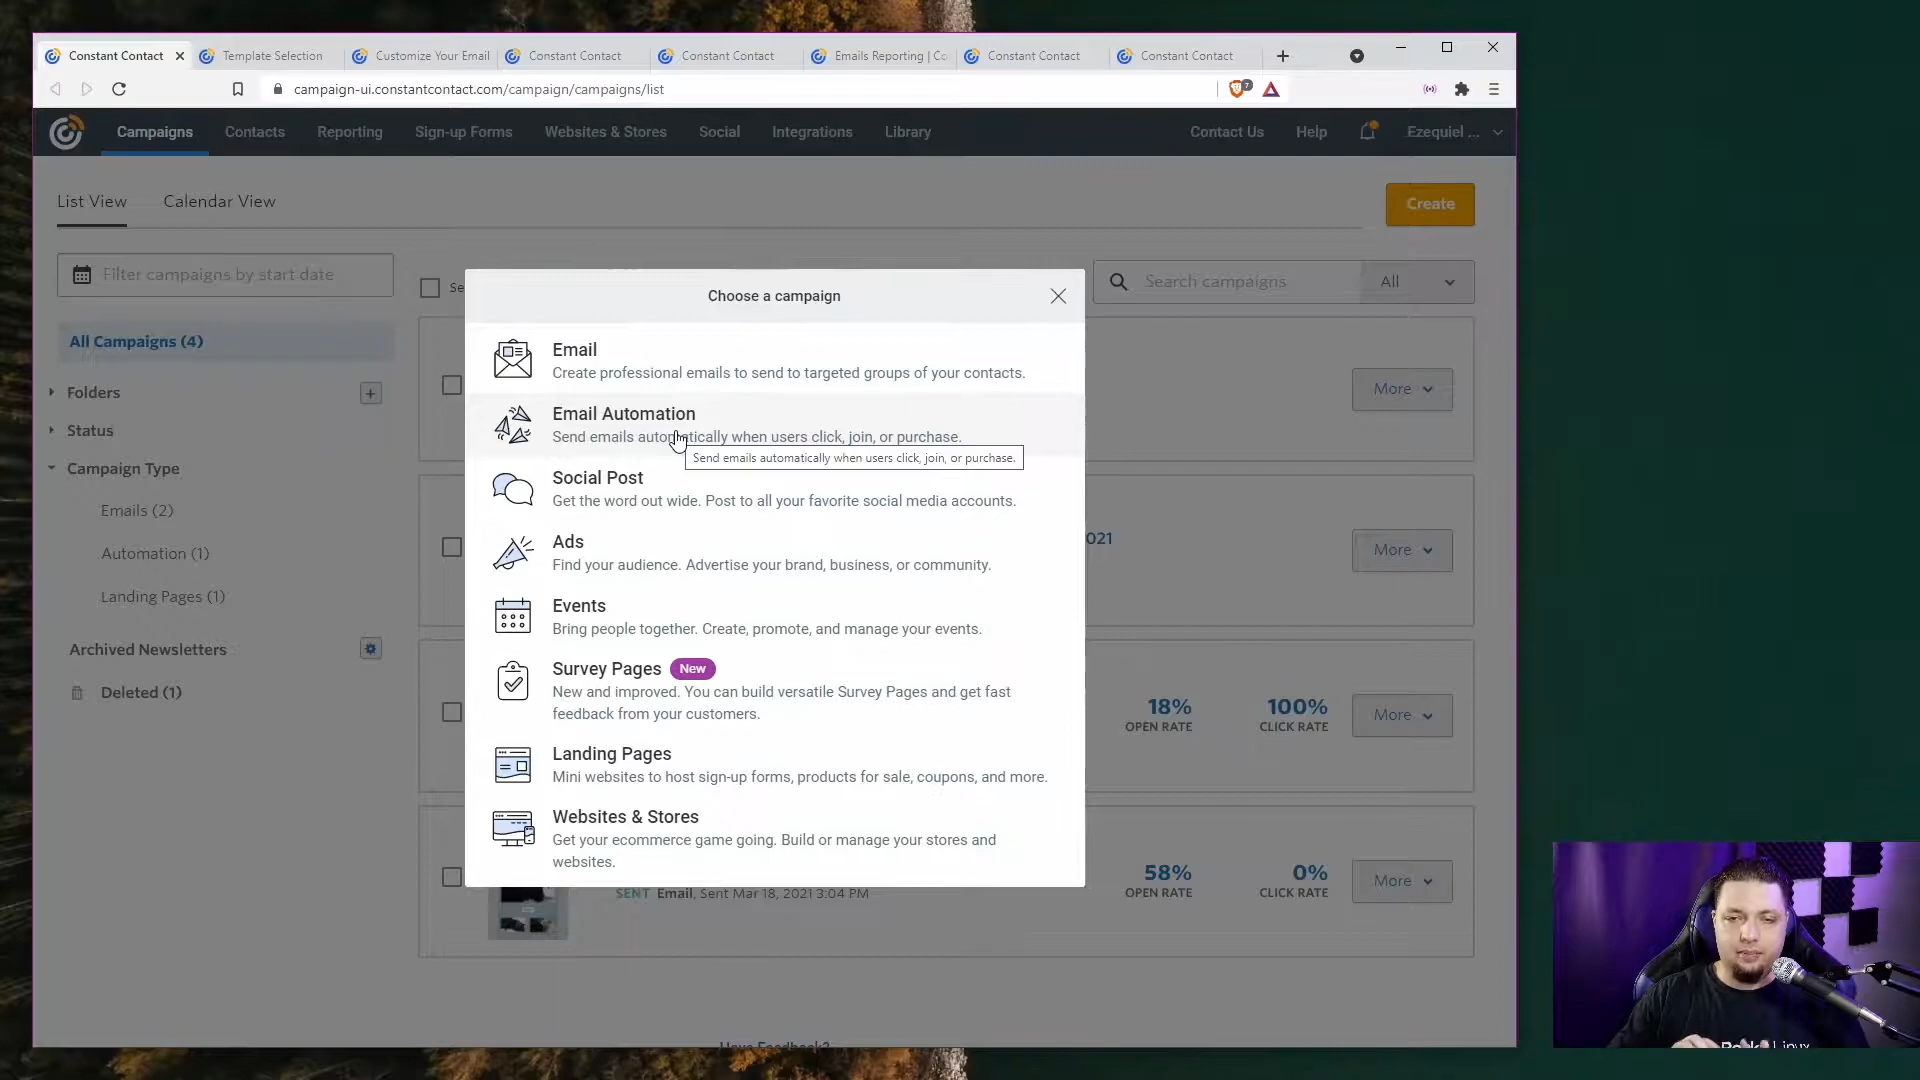 Constant Contact
Template Selection
Customize Your Email
Constant Contact
Constant Contact
Emails Reporting | Co
Constant Contact
Constant Contact
campaign-ui.constantcontact.com/campaign/campaigns/list
7
Campaigns
Contacts
Reporting
Sign-up Forms
Websites & Stores
Social
Integrations
Library
Contact Us
Help
Ezequiel ...
List View
Calendar View
Create
Filter campaigns by start date
Se
Search campaigns
All
All Campaigns (4)
Folders
Status
Campaign Type
Emails (2)
Automation (1)
Landing Pages (1)
Archived Newsletters
Deleted (1)
Choose a campaign
Email
Create professional emails to send to targeted groups of your contacts.
Email Automation
Send emails automatically when users click, join, or purchase.
Send emails automatically when users click, join, or purchase.
Social Post
Get the word out wide. Post to all your favorite social media accounts.
Ads
Find your audience. Advertise your brand, business, or community.
Events
Bring people together. Create, promote, and manage your events.
Survey Pages New
New and improved. You can build versatile Survey Pages and get fast
feedback from your customers.
Landing Pages
Mini websites to host sign-up forms, products for sale, coupons, and more.
Websites & Stores
Get your ecommerce game going. Build or manage your stores and
websites.
More
021
More
18%
OPEN RATE
100%
CLICK RATE
More
SENT Email, Sent Mar 18, 2021 3:04 PM
58%
OPEN RATE
0%
CLICK RATE
More
Have Feedback?